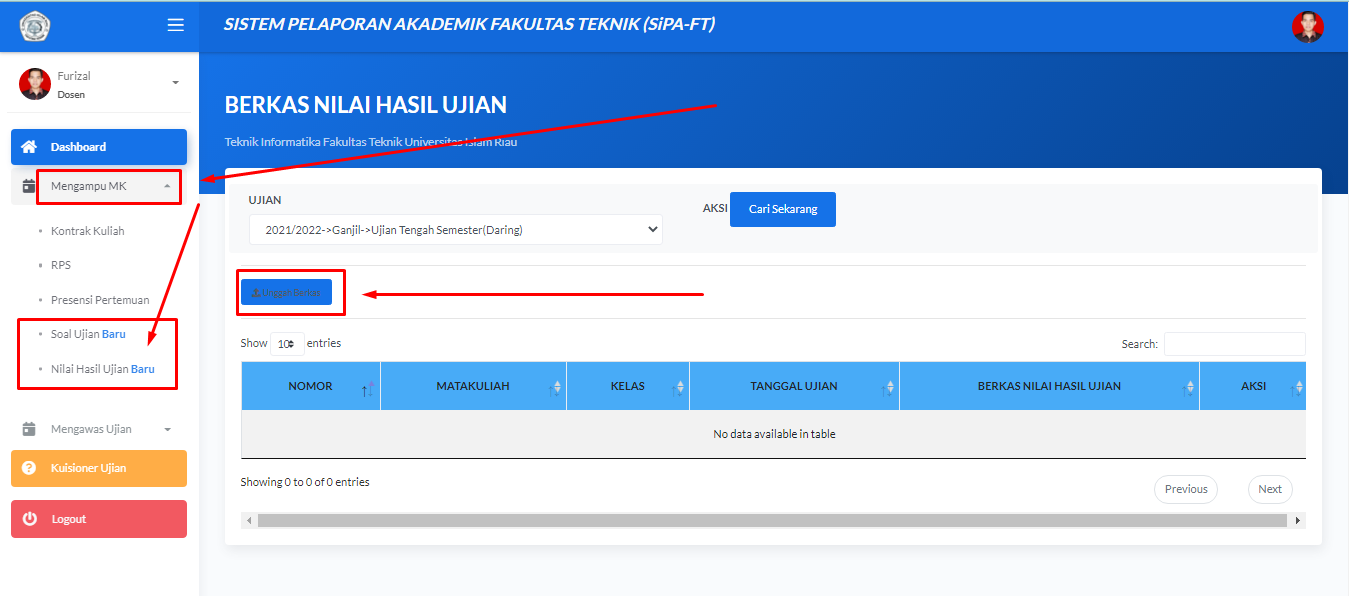 SISTEM PELAPORAN AKADEMIK FAKULTAS TEKNIK (SiPA-FT)
Furizal
Dosen
Dashboard
Mengampu MK
Kontrak Kuliah
RPS
Presensi Pertemuan
Soal Ujian Baru
Nilai Hasil Ujian Baru
Mengawas Ujian
Kuisioner Ujian
Logout
BERKAS NILAI HASIL UJIAN
Teknik Informatika Fakultas Teknik Universitas Islam Riau
UJIAN
2021/2022->Ganjil->Ujian Tengah Semester(Daring)
AKSI Cari Sekarang
Unggah Berkas
Show 10 entries
Search:
NOMOR MATAKULIAH KELAS TANGGAL UJIAN BERKAS NILAI HASIL UJIAN AKSI
No data available in table
Showing 0 to 0 of 0 entries
Previous Next